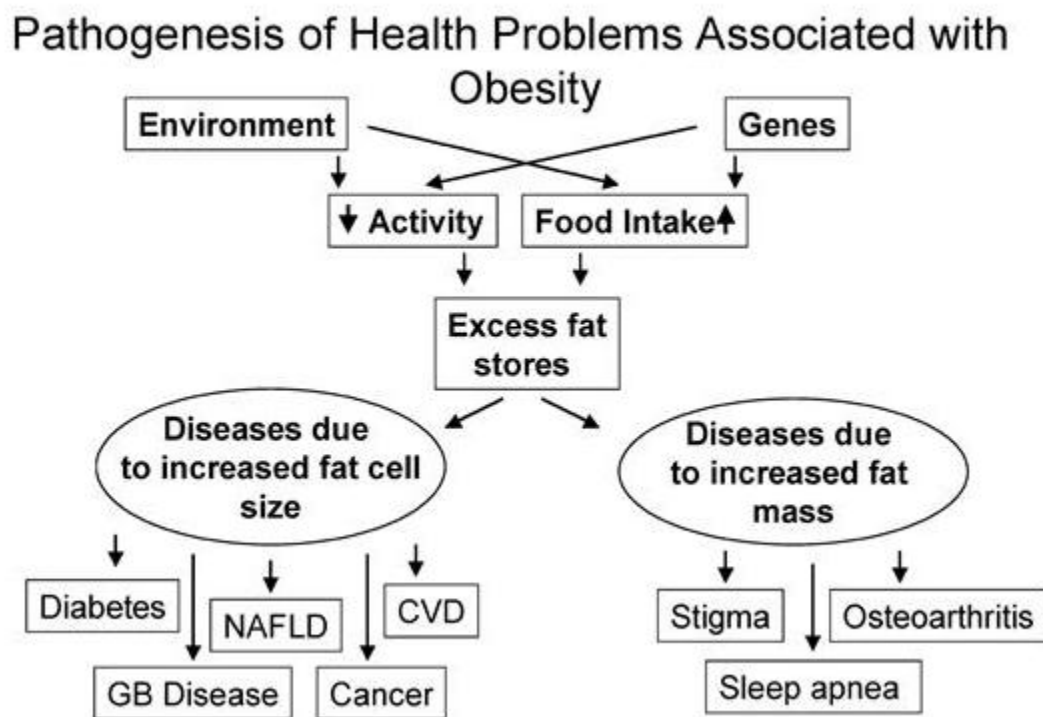 Pathogenesis of Health Problems Associated with
Obesity
Environment
Genes
Activity
Food Intake
Excess fat
stores
Diseases due
to increased fat cell
size
Diseases due
to increased fat
mass
Diabetes
NAFLD
CVD
GB Disease
Cancer
Stigma
Osteoarthritis
Sleep apnea